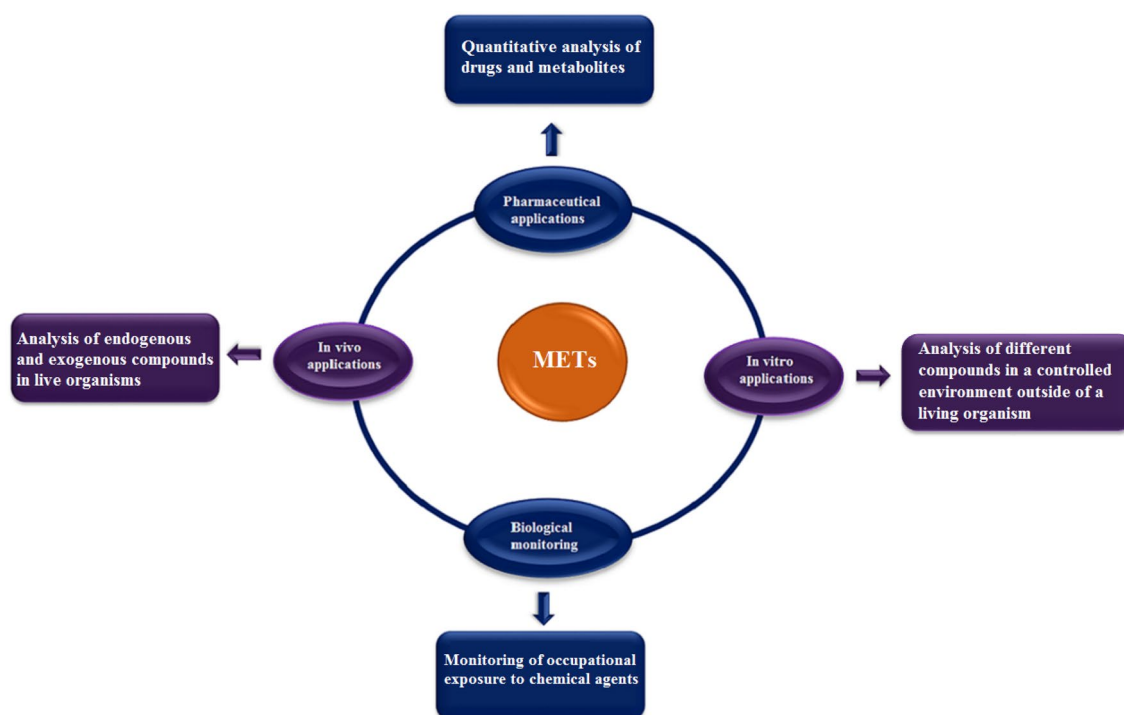 Quantitative analysis of
drugs and metabolites
Pharmaceutical
applications
Analysis of endogenous
and exogenous compounds
in live organisms
In vivo
applications
METs
In vitro
applications
Analysis of different
compounds in a controlled
environment outside of a
living organism
Biological
monitoring
Monitoring of occupational
exposure to chemical agents